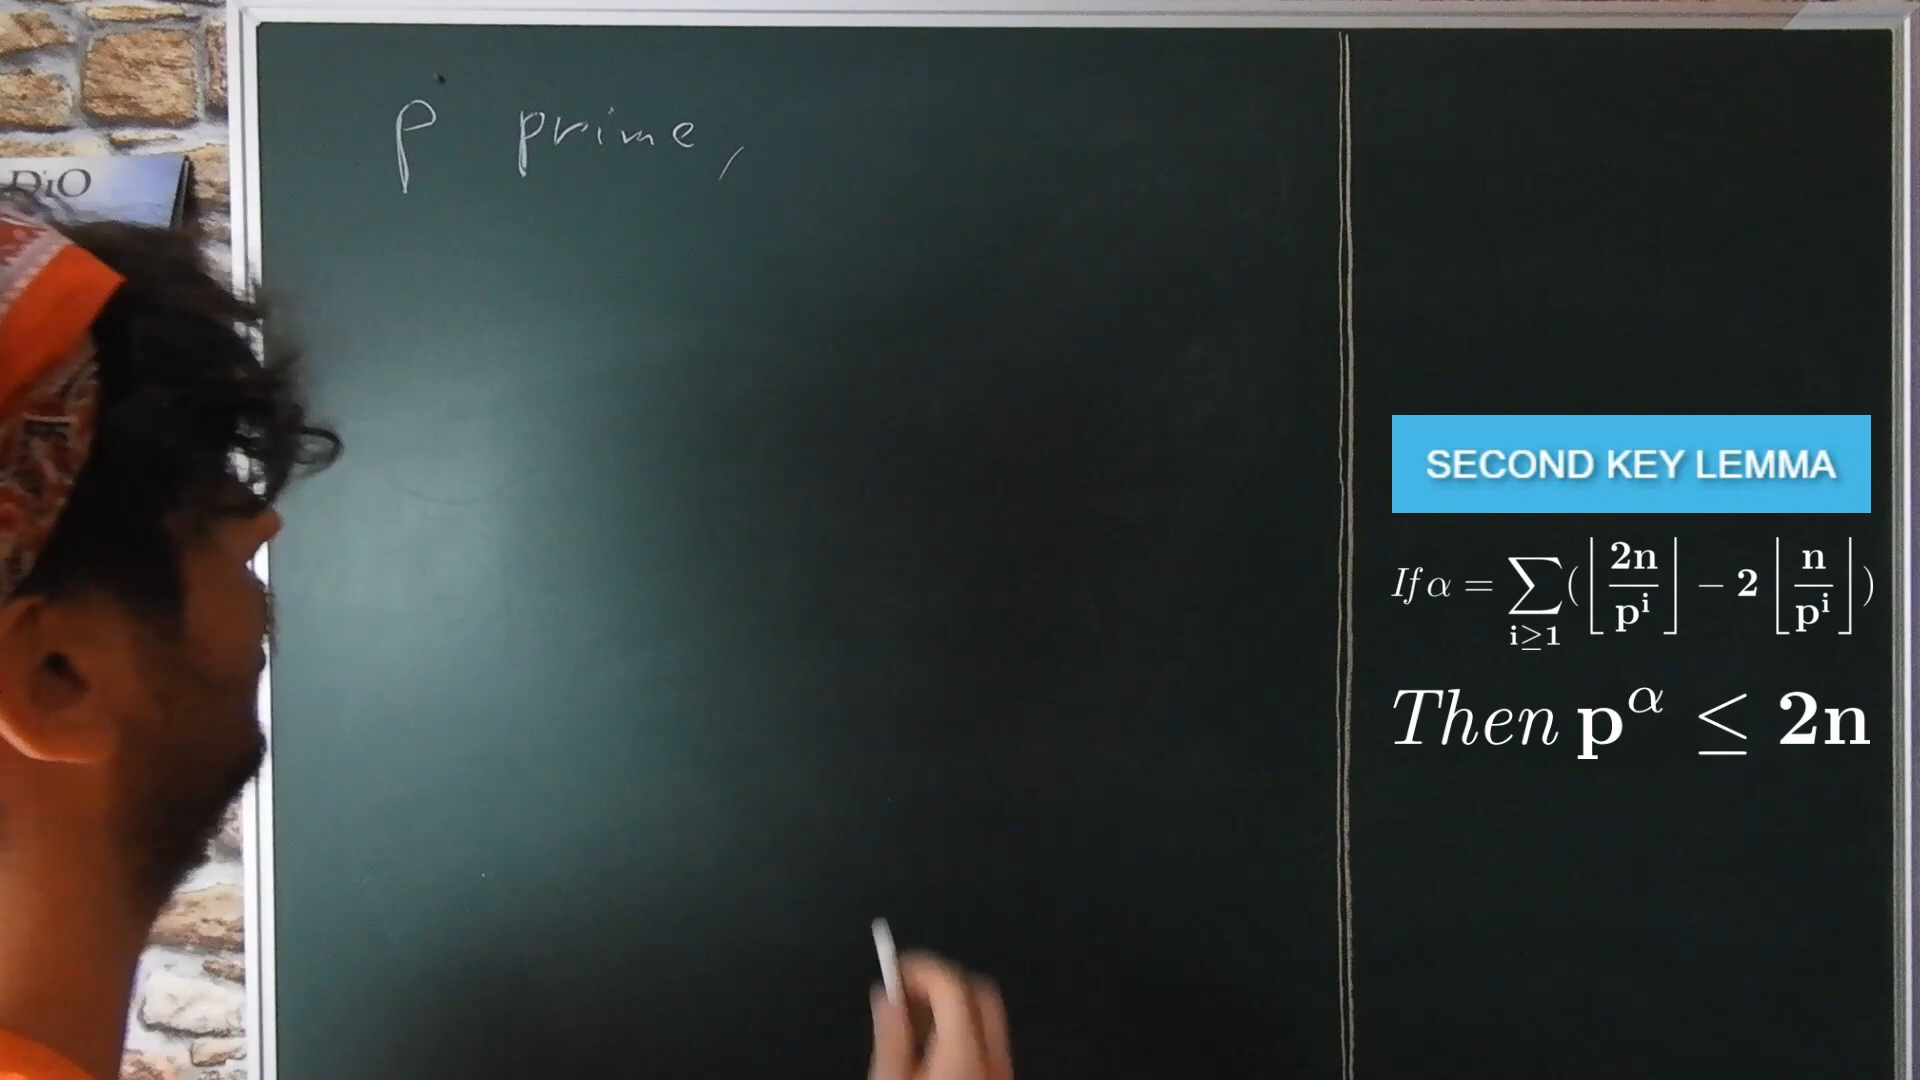 p prime,
DiO
SECOND KEY LEMMA
If α = ∑_{i≥1} (⌊2n/p^i⌋ − 2⌊n/p^i⌋)
Then p^α ≤ 2n